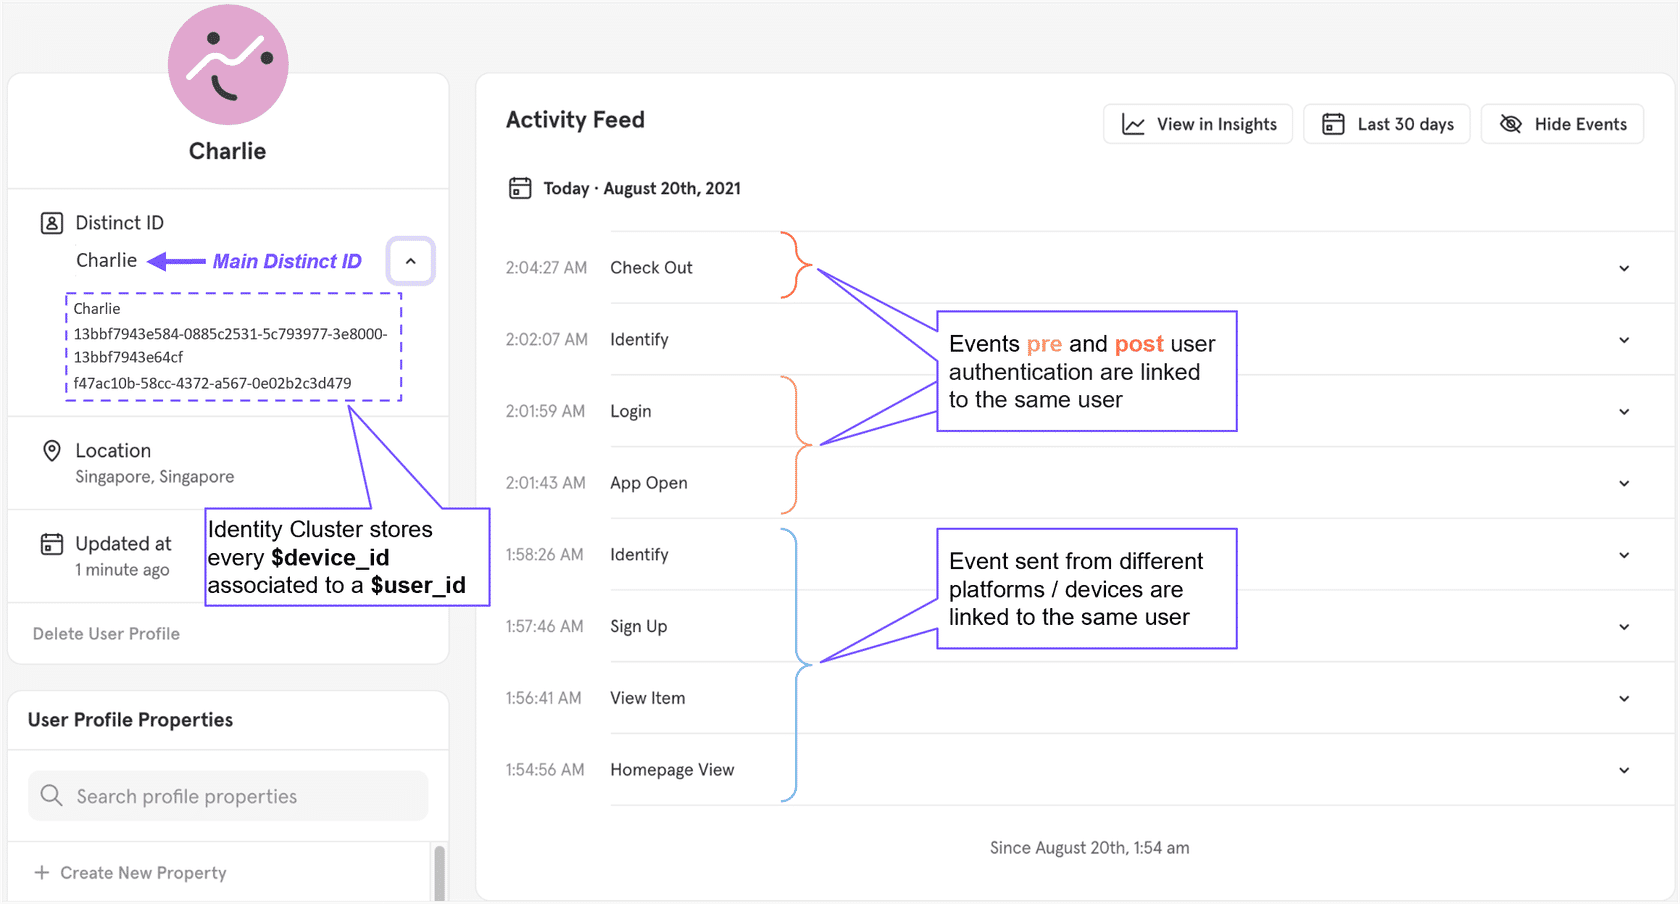 Charlie
Distinct ID
Charlie
Main Distinct ID
Charlie
13bbf7943e584-0885c2531-5c793977-3e8000-
13bbf7943e64cf
f47ac10b-58cc-4372-a567-0e02b2c3d479
Location
Singapore, Singapore
Updated at
1 minute ago
Identity Cluster stores
every $device_id
associated to a $user_id
Delete User Profile
User Profile Properties
Search profile properties
+ Create New Property
Activity Feed
View in Insights
Last 30 days
Hide Events
Today · August 20th, 2021
2:04:27 AM Check Out
2:02:07 AM Identify
2:01:59 AM Login
2:01:43 AM App Open
1:58:26 AM Identify
1:57:46 AM Sign Up
1:56:41 AM View Item
1:54:56 AM Homepage View
Events pre and post user
authentication are linked
to the same user
Event sent from different
platforms / devices are
linked to the same user
Since August 20th, 1:54 am